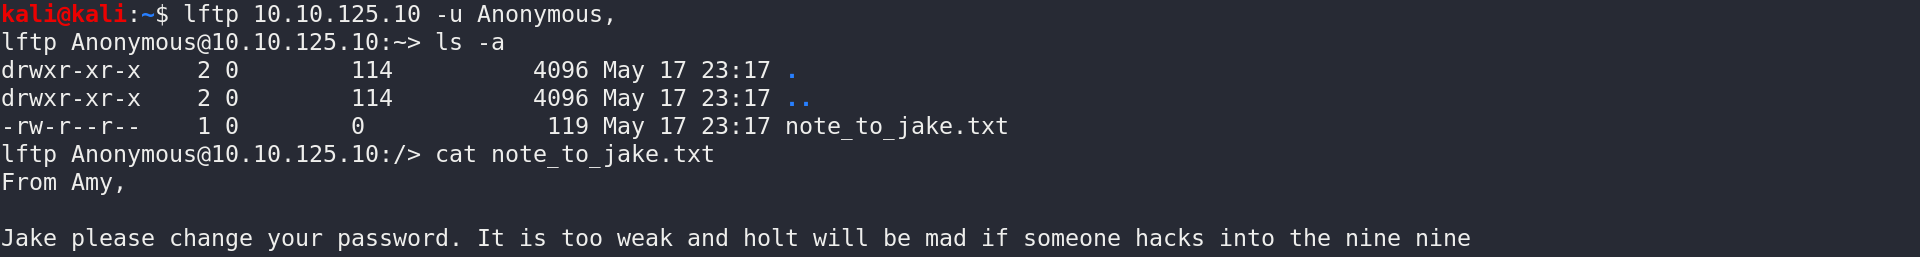 kali@kali:~$ lftp 10.10.125.10 -u Anonymous,
lftp Anonymous@10.10.125.10:~> ls -a
drwxr-xr-x    2 0        114          4096 May 17 23:17 .
drwxr-xr-x    2 0        114          4096 May 17 23:17 ..
-rw-r--r--    1 0        0             119 May 17 23:17 note_to_jake.txt
lftp Anonymous@10.10.125.10:/> cat note_to_jake.txt
From Amy,

Jake please change your password. It is too weak and holt will be mad if someone hacks into the nine nine